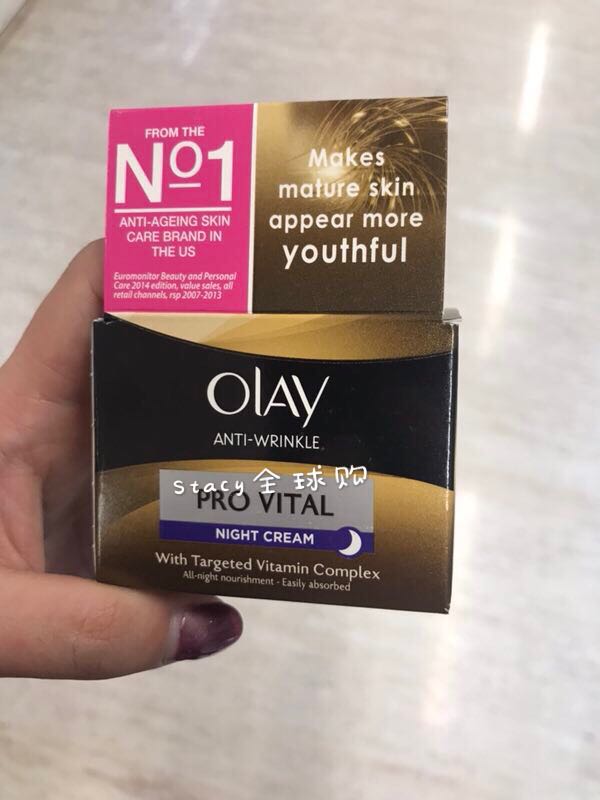 FROM THE
Nº1
ANTI-AGEING SKIN
CARE BRAND IN
THE US
Euromonitor Beauty and Personal
Care 2014 edition, value sales, all
retail channels, rsp 2007-2013
Makes
mature skin
appear more
youthful
OLAY
ANTI-WRINKLE
stacy全球购
PRO VITAL
NIGHT CREAM
With Targeted Vitamin Complex
All-night nourishment · Easily absorbed